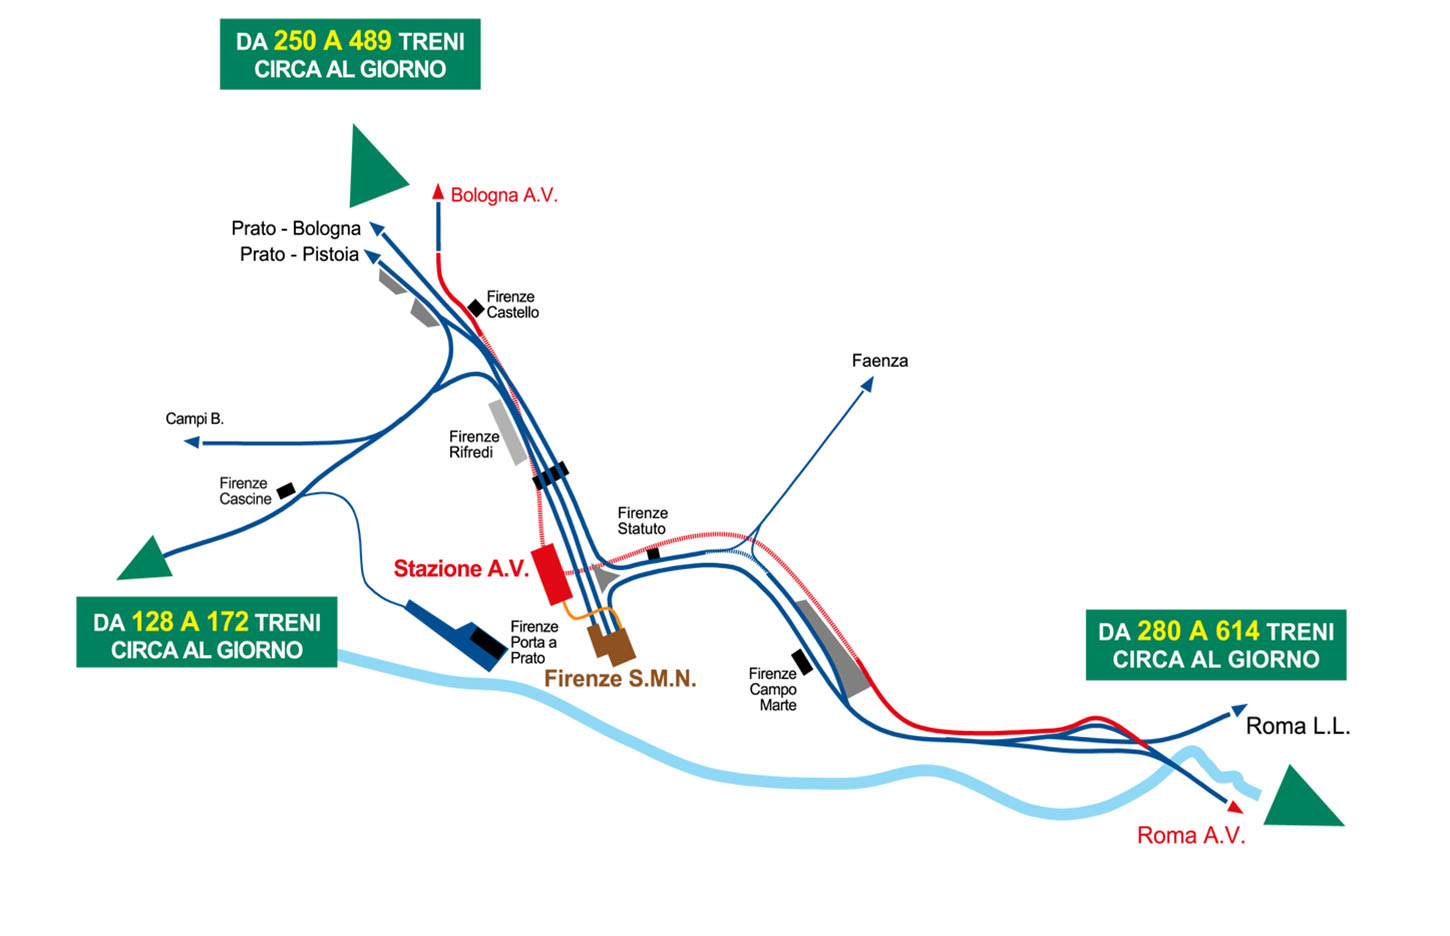 DA 250 A 489 TRENI
CIRCA AL GIORNO
Bologna A.V.
Prato - Bologna
Prato - Pistoia
Firenze
Castello
Faenza
Campi B.
Firenze
Rifredi
Firenze
Cascine
Firenze
Statuto
Stazione A.V.
DA 128 A 172 TRENI
CIRCA AL GIORNO
Firenze
Porta a
Prato
Firenze S.M.N.
Firenze
Campo
Marte
DA 280 A 614 TRENI
CIRCA AL GIORNO
Roma L.L.
Roma A.V.